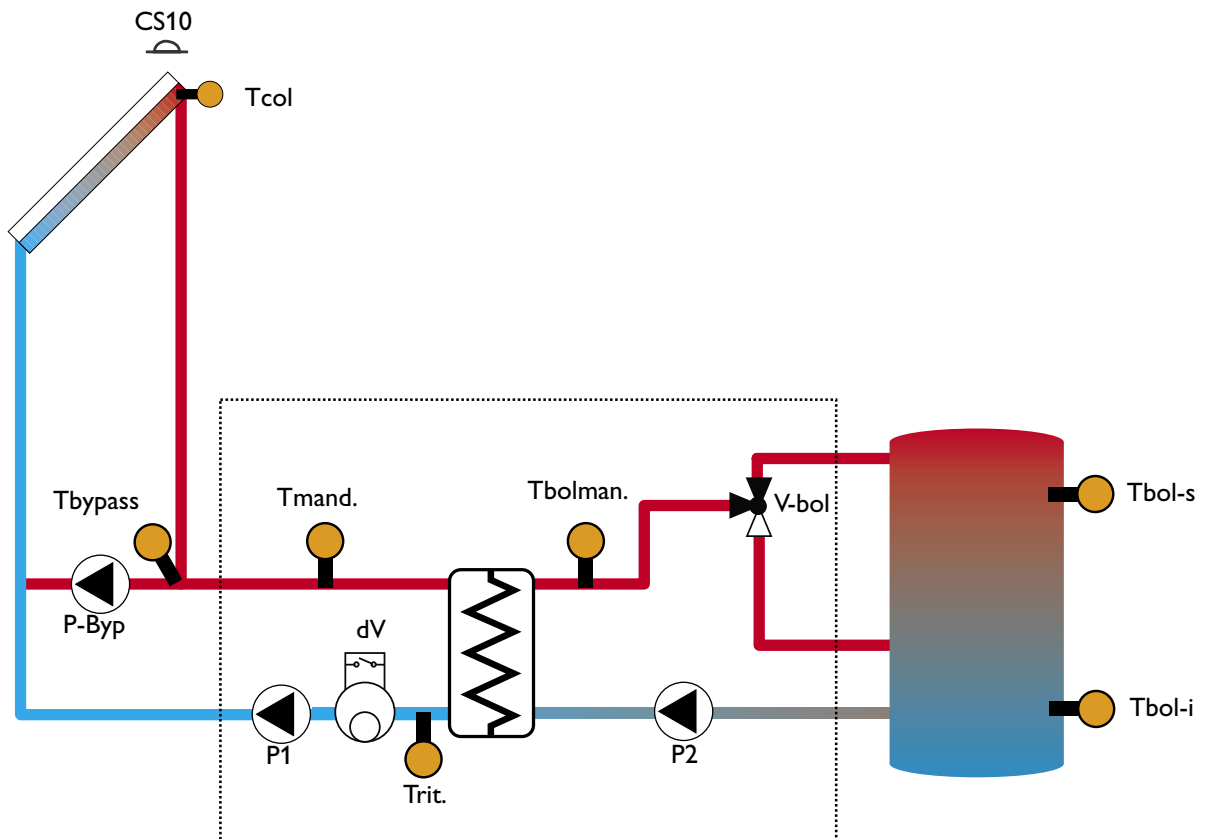 CS10
Tcol
Tbypass
Tmand.
Tbolman.
V-bol
Tbol-s
P-Byp
dV
P1
Trit.
P2
Tbol-i